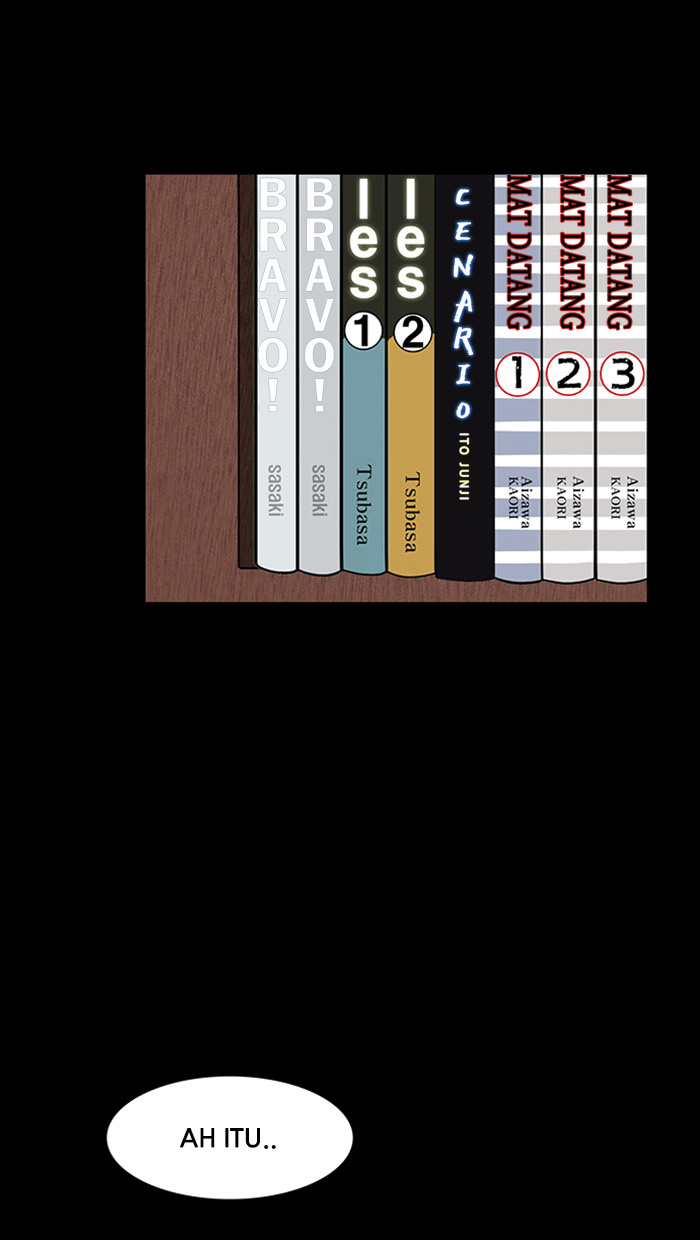 BRAVO!
sasaki
BRAVO!
sasaki
les
1
Tsubasa
les
2
Tsubasa
CENARIO
ITO JUNJI
MAT DATANG
1
Aizawa
KAORI
MAT DATANG
2
Aizawa
KAORI
MAT DATANG
3
Aizawa
KAORI
AH ITU..